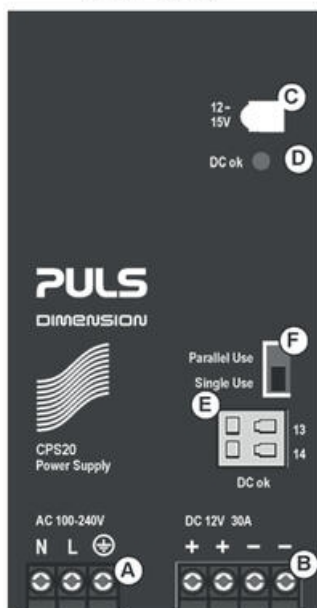 C
12–
15V
DC ok D
PULS
DIMENSION
F
Parallel Use
Single Use
E
13
14
CPS20
Power Supply
DC ok
AC 100-240V DC 12V 30A
N L + + – –
A B